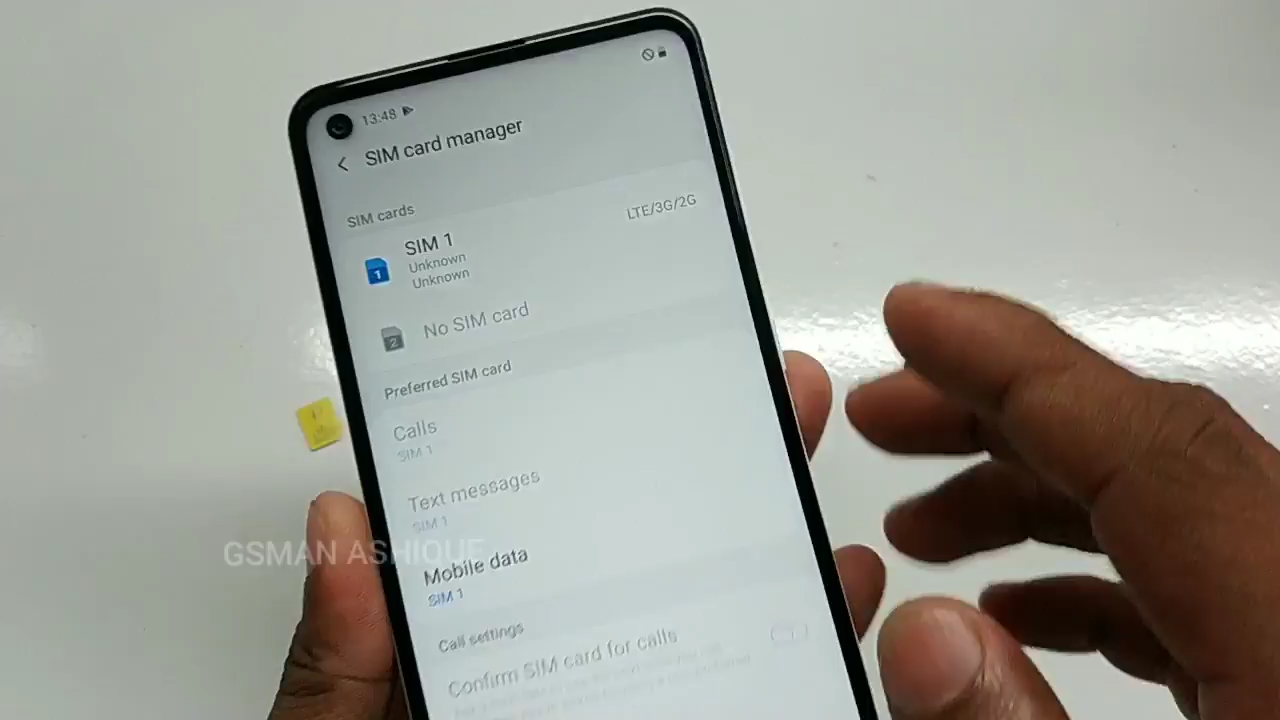 13:48
SIM card manager
SIM cards
SIM 1
LTE/3G/2G
Unknown
Unknown
1
No SIM card
2
Preferred SIM card
Calls
SIM 1
Text messages
SIM 1
GSMAN ASHIQUE
Mobile data
SIM 1
Call settings
Confirm SIM card for calls